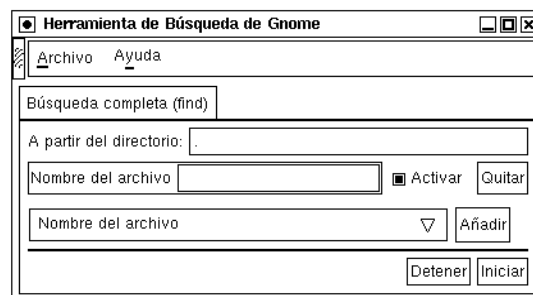 Herramienta de Búsqueda de Gnome
Archivo Ayuda
Búsqueda completa (find)
A partir del directorio: .
Nombre del archivo Activar Quitar
Nombre del archivo Añadir
Detener Iniciar